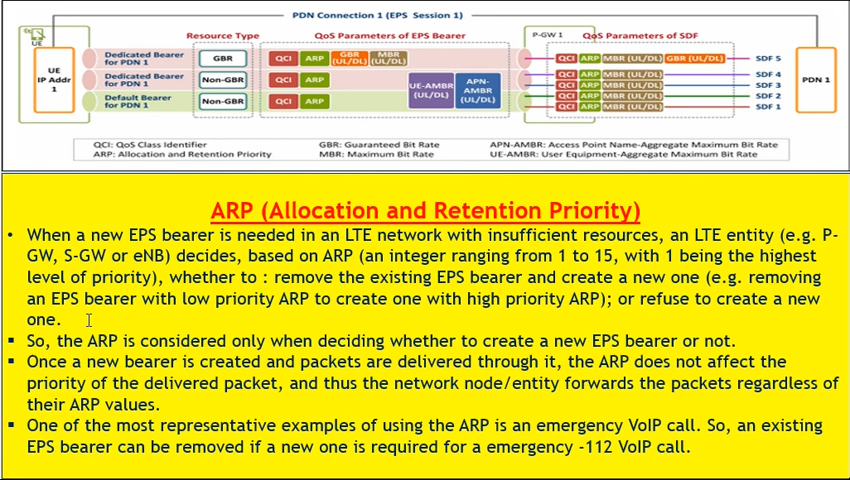 PDN Connection 1 (EPS Session 1)
UE
Resource Type
QoS Parameters of EPS Bearer
P-GW 1
QoS Parameters of SDF
UE
IP Addr
1
Dedicated Bearer
for PDN 1
GBR
QCI
ARP
GBR
(UL/DL)
MBR
(UL/DL)
QCI ARP MBR (UL/DL) GBR (UL/DL)
SDF 5
Dedicated Bearer
for PDN 1
Non-GBR
QCI
ARP
UE-AMBR
(UL/DL)
APN-
AMBR
(UL/DL)
QCI ARP MBR (UL/DL)
SDF 4
QCI ARP MBR (UL/DL)
SDF 3
Default Bearer
for PDN 1
Non-GBR
QCI
ARP
QCI ARP MBR (UL/DL)
SDF 2
QCI ARP MBR (UL/DL)
SDF 1
PDN 1
QCI: QoS Class Identifier
GBR: Guaranteed Bit Rate
APN-AMBR: Access Point Name-Aggregate Maximum Bit Rate
ARP: Allocation and Retention Priority
MBR: Maximum Bit Rate
UE-AMBR: User Equipment-Aggregate Maximum Bit Rate
ARP (Allocation and Retention Priority)
• When a new EPS bearer is needed in an LTE network with insufficient resources, an LTE entity (e.g. P-
GW, S-GW or eNB) decides, based on ARP (an integer ranging from 1 to 15, with 1 being the highest
level of priority), whether to : remove the existing EPS bearer and create a new one (e.g. removing
an EPS bearer with low priority ARP to create one with high priority ARP); or refuse to create a new
one.
▪ So, the ARP is considered only when deciding whether to create a new EPS bearer or not.
▪ Once a new bearer is created and packets are delivered through it, the ARP does not affect the
priority of the delivered packet, and thus the network node/entity forwards the packets regardless of
their ARP values.
▪ One of the most representative examples of using the ARP is an emergency VoIP call. So, an existing
EPS bearer can be removed if a new one is required for a emergency -112 VoIP call.